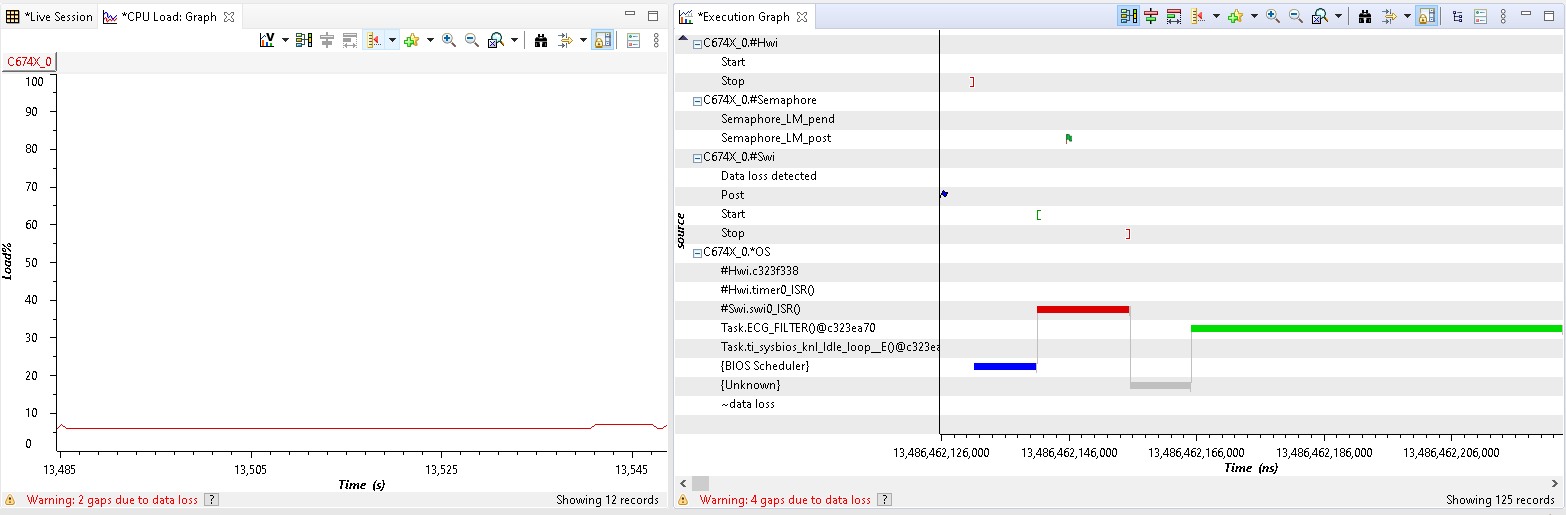 *Live Session
*CPU Load: Graph
C674X_0
100
90
80
70
60
50
40
30
20
10
0
Load%
13,485
13,505
13,525
13,545
Time (s)
Warning: 2 gaps due to data loss
?
Showing 12 records
*Execution Graph
C674X_0.#Hwi
Start
Stop
C674X_0.#Semaphore
Semaphore_LM_pend
Semaphore_LM_post
C674X_0.#Swi
Data loss detected
Post
Start
Stop
C674X_0.*OS
#Hwi.c323f338
#Hwi.timer0_ISR()
#Swi.swi0_ISR()
Task.ECG_FILTER()@c323ea70
Task.ti_sysbios_knl_Idle_loop__E()@c323ea
{BIOS Scheduler}
{Unknown}
~data loss
source
13,486,462,126,000
13,486,462,146,000
13,486,462,166,000
13,486,462,186,000
13,486,462,206,000
Time (ns)
Warning: 4 gaps due to data loss
?
Showing 125 records